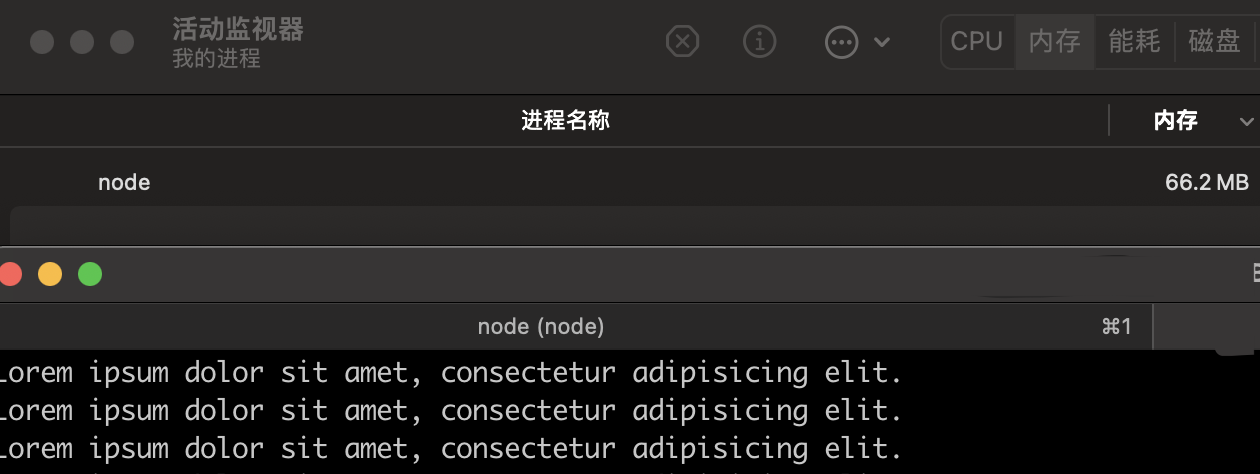 活动监视器
我的进程
CPU 内存 能耗 磁盘
进程名称 内存
node 66.2 MB
node (node) ⌘1
Lorem ipsum dolor sit amet, consectetur adipisicing elit.
Lorem ipsum dolor sit amet, consectetur adipisicing elit.
Lorem ipsum dolor sit amet, consectetur adipisicing elit.